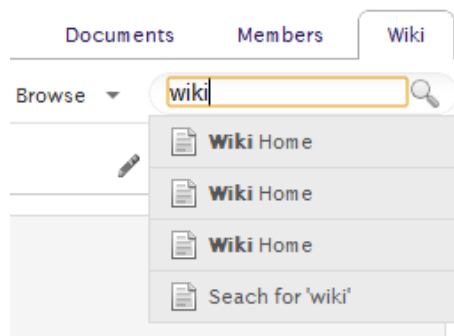 Documents Members Wiki
Browse wiki
Wiki Home
Wiki Home
Wiki Home
Seach for 'wiki'